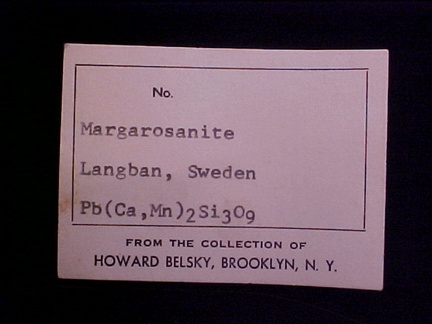 No.
Margarosanite
Langban, Sweden
Pb(Ca,Mn)2Si3O9
FROM THE COLLECTION OF
HOWARD BELSKY, BROOKLYN, N. Y.